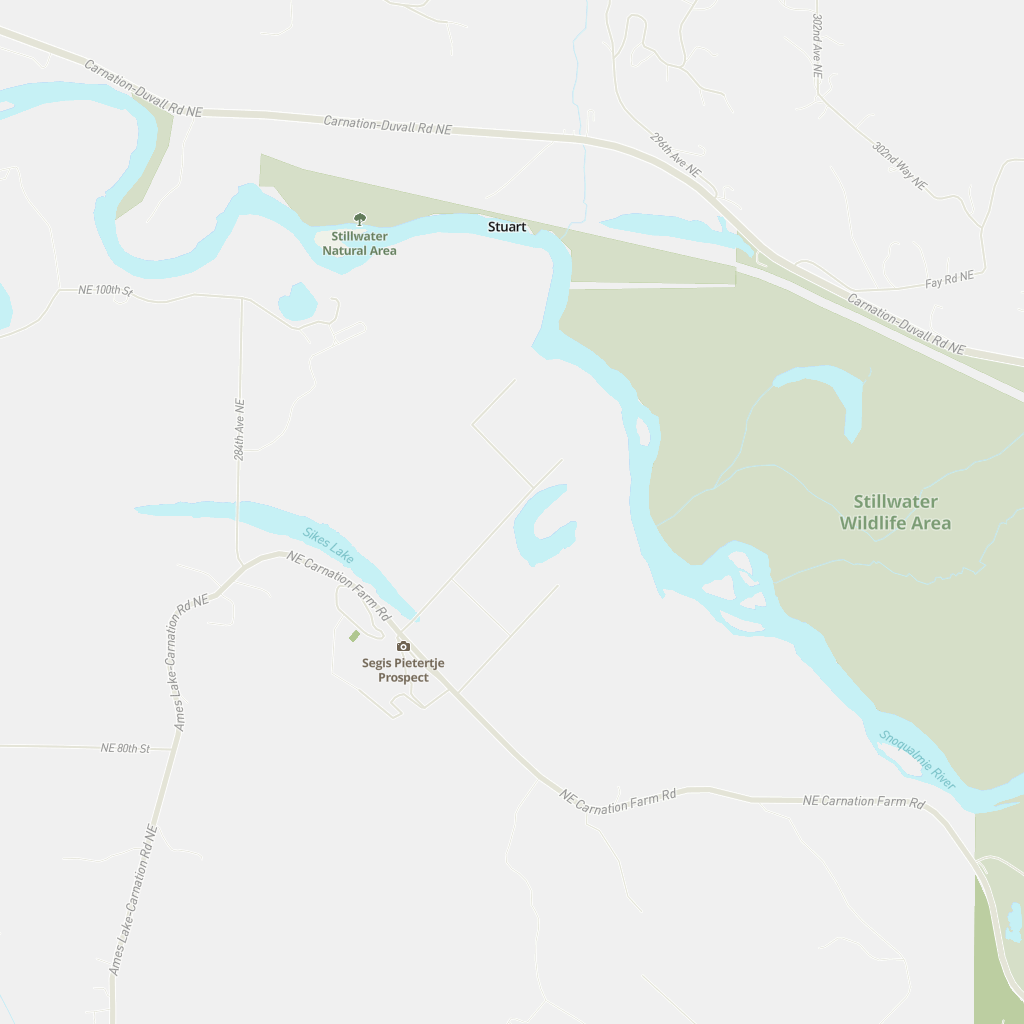 302nd Ave NE
Carnation-Duvall Rd NE
Carnation-Duvall Rd NE
296th Ave NE
302nd Way NE
Stuart
Stillwater
Natural Area
Fay Rd NE
NE 100th St
Carnation-Duvall Rd NE
284th Ave NE
Stillwater
Wildlife Area
Sikes Lake
NE Carnation Farm Rd
Ames Lake-Carnation Rd NE
Segis Pietertje
Prospect
NE 80th St
Snoqualmie River
NE Carnation Farm Rd
NE Carnation Farm Rd
Ames Lake-Carnation Rd NE